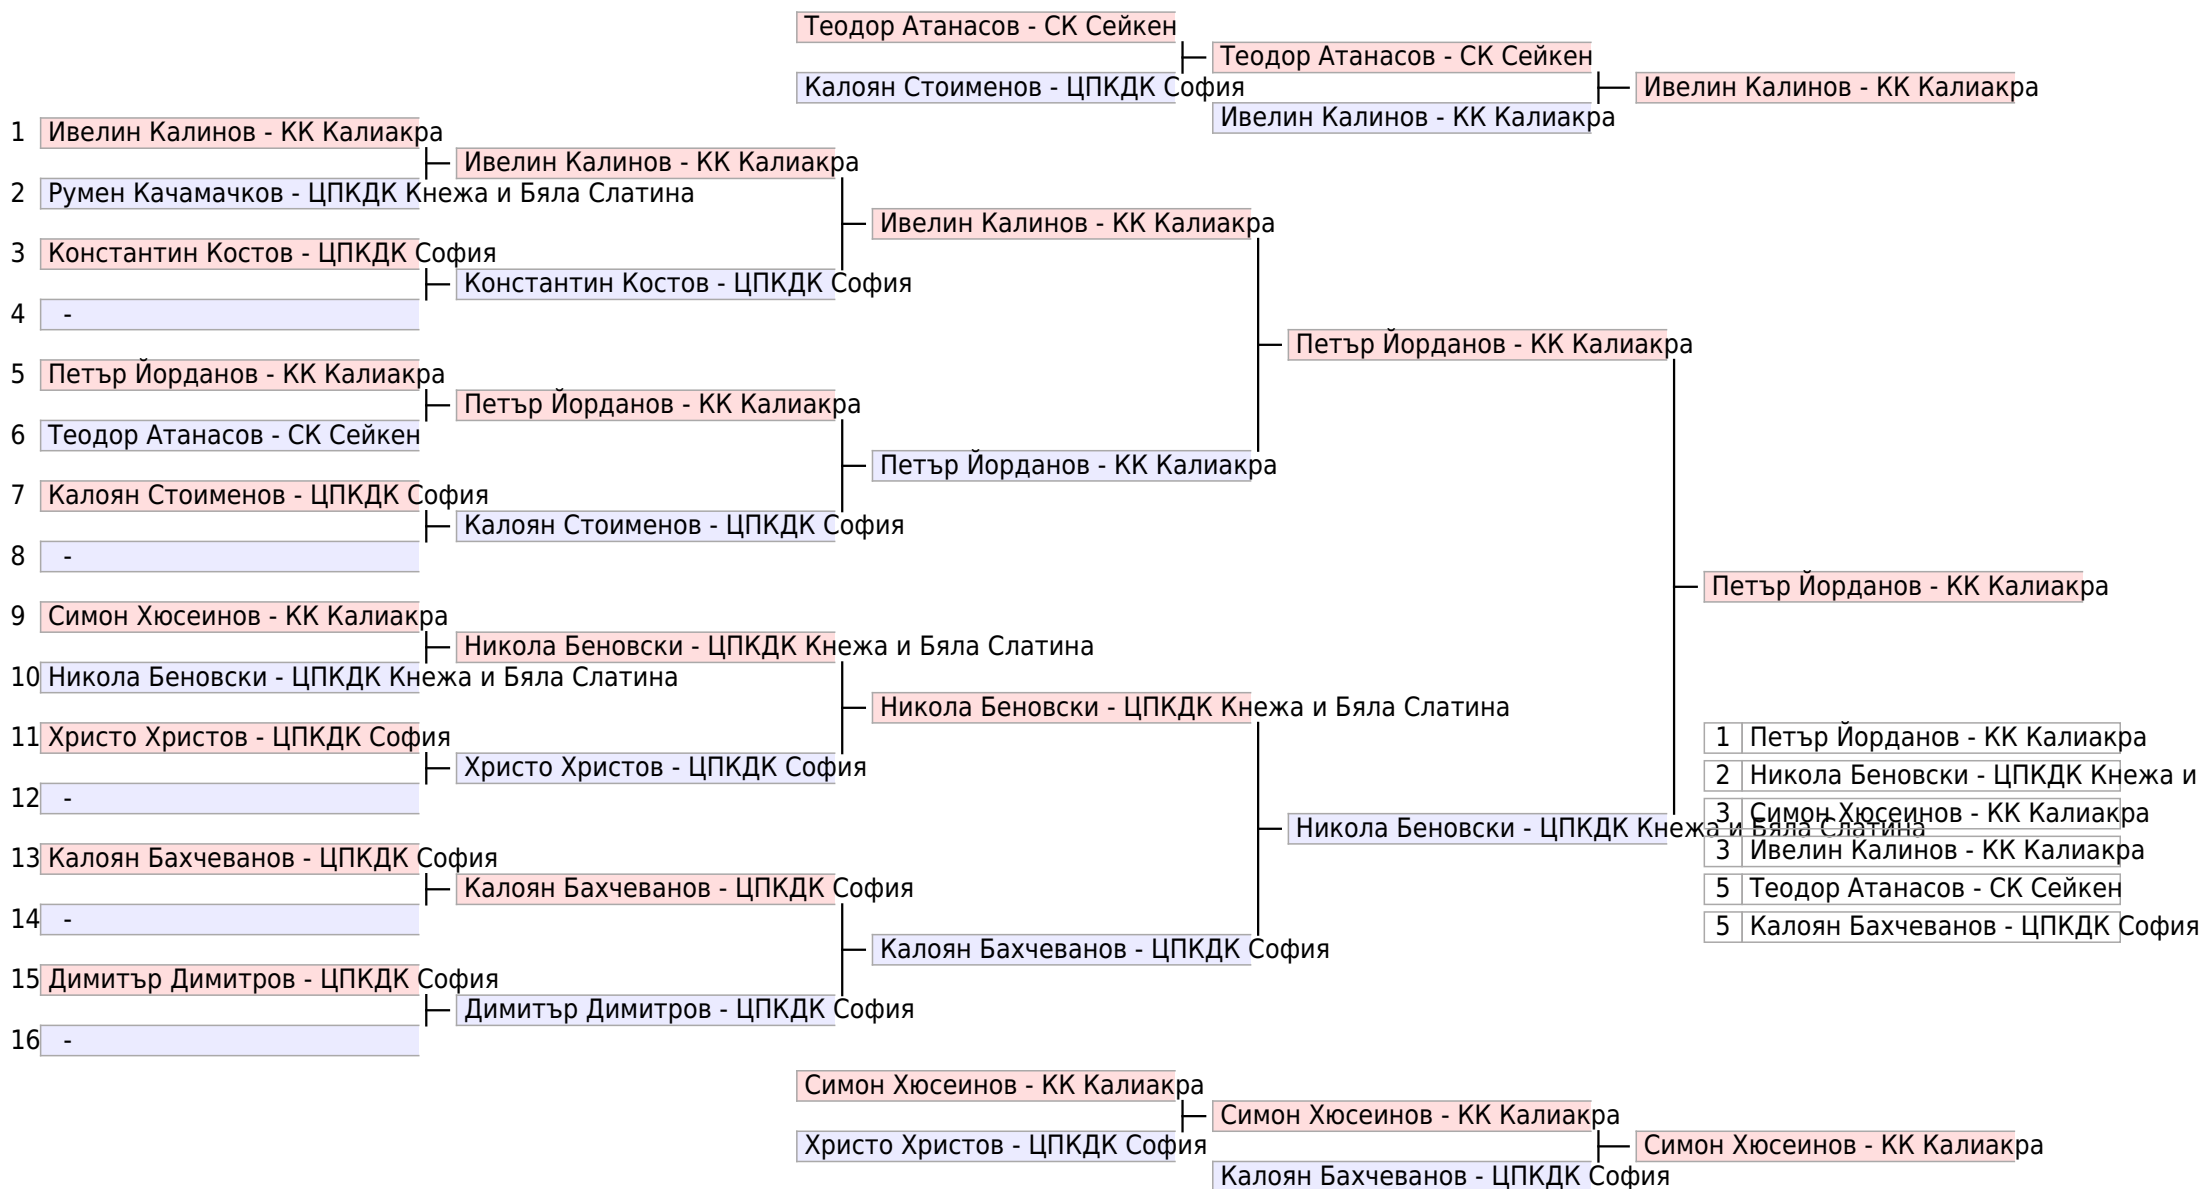 Теодор Атанасов - СК Сейкен
Теодор Атанасов - СК Сейкен
Калоян Стоименов - ЦПКДК София
Ивелин Калинов - КК Калиакра
Ивелин Калинов - КК Калиакра
1 Ивелин Калинов - КК Калиакра
Ивелин Калинов - КК Калиакра
2 Румен Качамачков - ЦПКДК Кнежа и Бяла Слатина
Ивелин Калинов - КК Калиакра
3 Константин Костов - ЦПКДК София
Константин Костов - ЦПКДК София
4 -
Петър Йорданов - КК Калиакра
5 Петър Йорданов - КК Калиакра
Петър Йорданов - КК Калиакра
6 Теодор Атанасов - СК Сейкен
Петър Йорданов - КК Калиакра
7 Калоян Стоименов - ЦПКДК София
Калоян Стоименов - ЦПКДК София
8 -
Петър Йорданов - КК Калиакра
9 Симон Хюсеинов - КК Калиакра
Никола Беновски - ЦПКДК Кнежа и Бяла Слатина
10 Никола Беновски - ЦПКДК Кнежа и Бяла Слатина
Никола Беновски - ЦПКДК Кнежа и Бяла Слатина
11 Христо Христов - ЦПКДК София
1 Петър Йорданов - КК Калиакра
Христо Христов - ЦПКДК София
2 Никола Беновски - ЦПКДК Кнежа и
12 -
3 Симон Хюсеинов - КК Калиакра
Никола Беновски - ЦПКДК Кнежа и Бяла Слатина
3 Ивелин Калинов - КК Калиакра
13 Калоян Бахчеванов - ЦПКДК София
Калоян Бахчеванов - ЦПКДК София
5 Теодор Атанасов - СК Сейкен
14 -
5 Калоян Бахчеванов - ЦПКДК София
Калоян Бахчеванов - ЦПКДК София
15 Димитър Димитров - ЦПКДК София
Димитър Димитров - ЦПКДК София
16 -
Симон Хюсеинов - КК Калиакра
Симон Хюсеинов - КК Калиакра
Христо Христов - ЦПКДК София
Симон Хюсеинов - КК Калиакра
Калоян Бахчеванов - ЦПКДК София